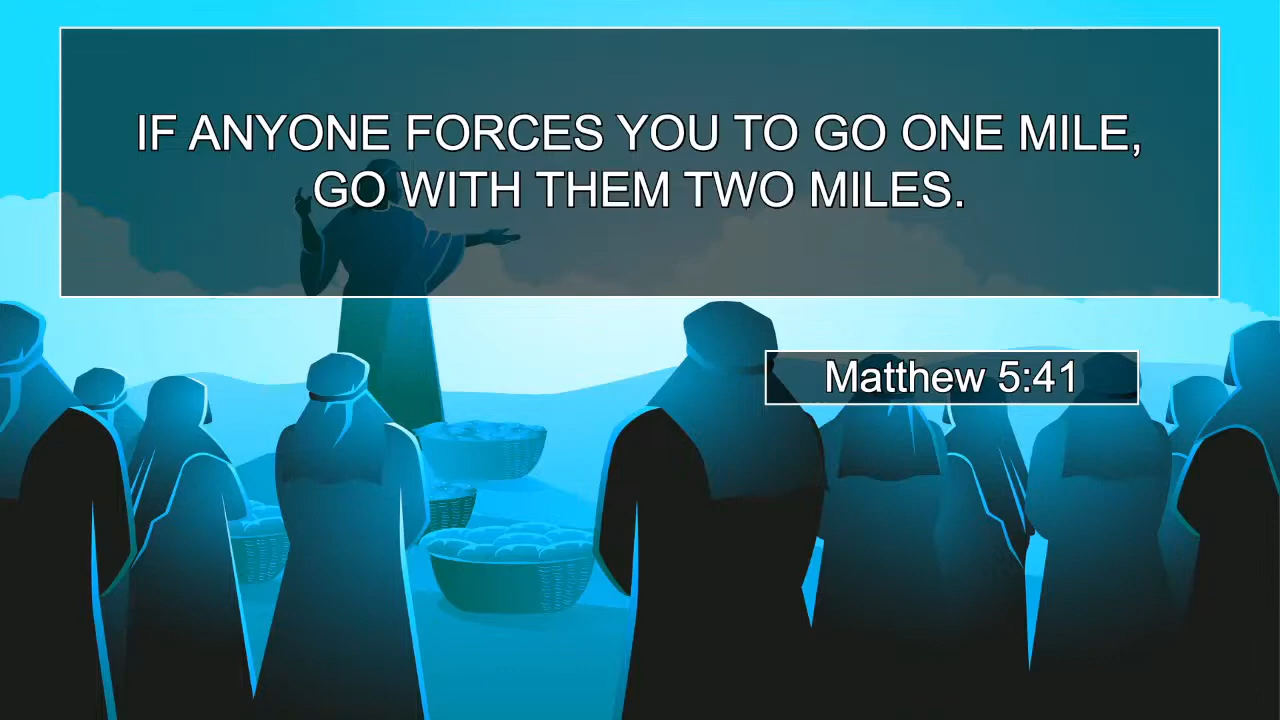 IF ANYONE FORCES YOU TO GO ONE MILE,
GO WITH THEM TWO MILES.
Matthew 5:41